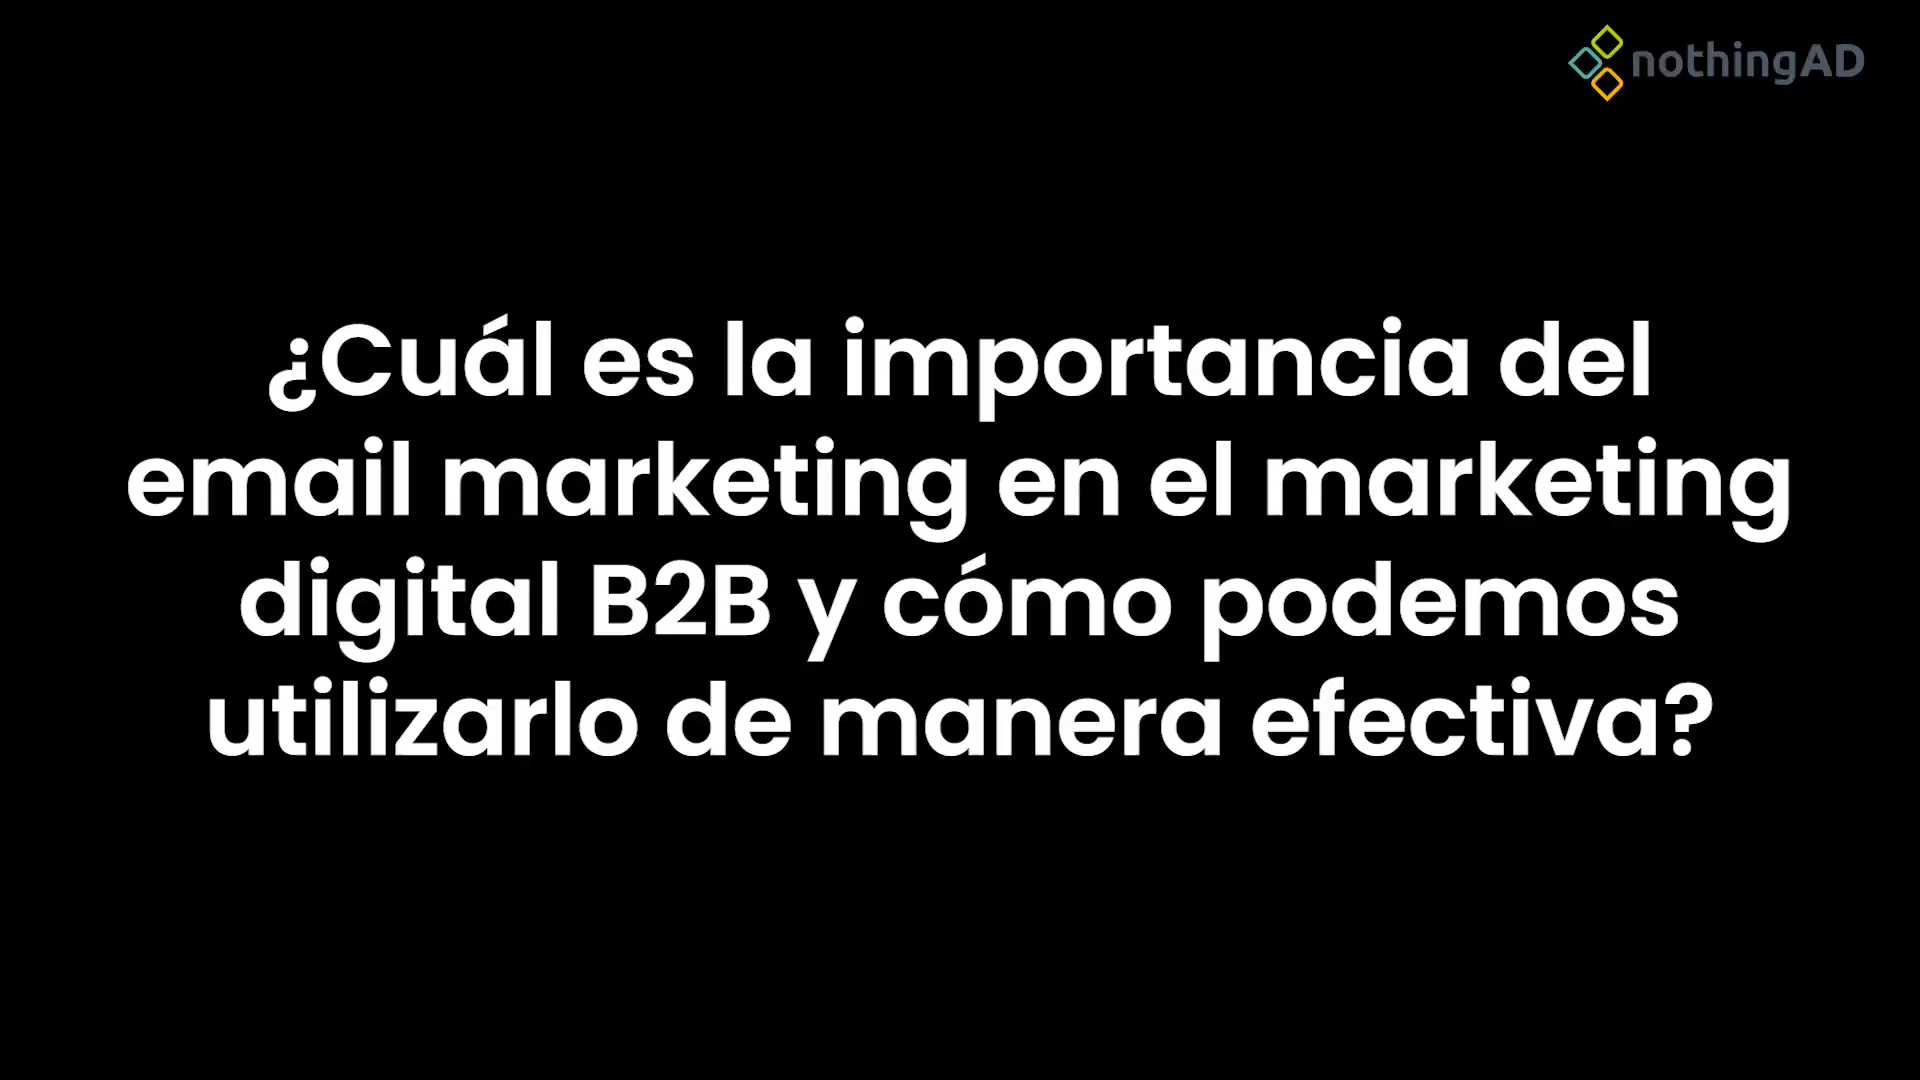 nothingAD
¿Cuál es la importancia del
email marketing en el marketing
digital B2B y cómo podemos
utilizarlo de manera efectiva?